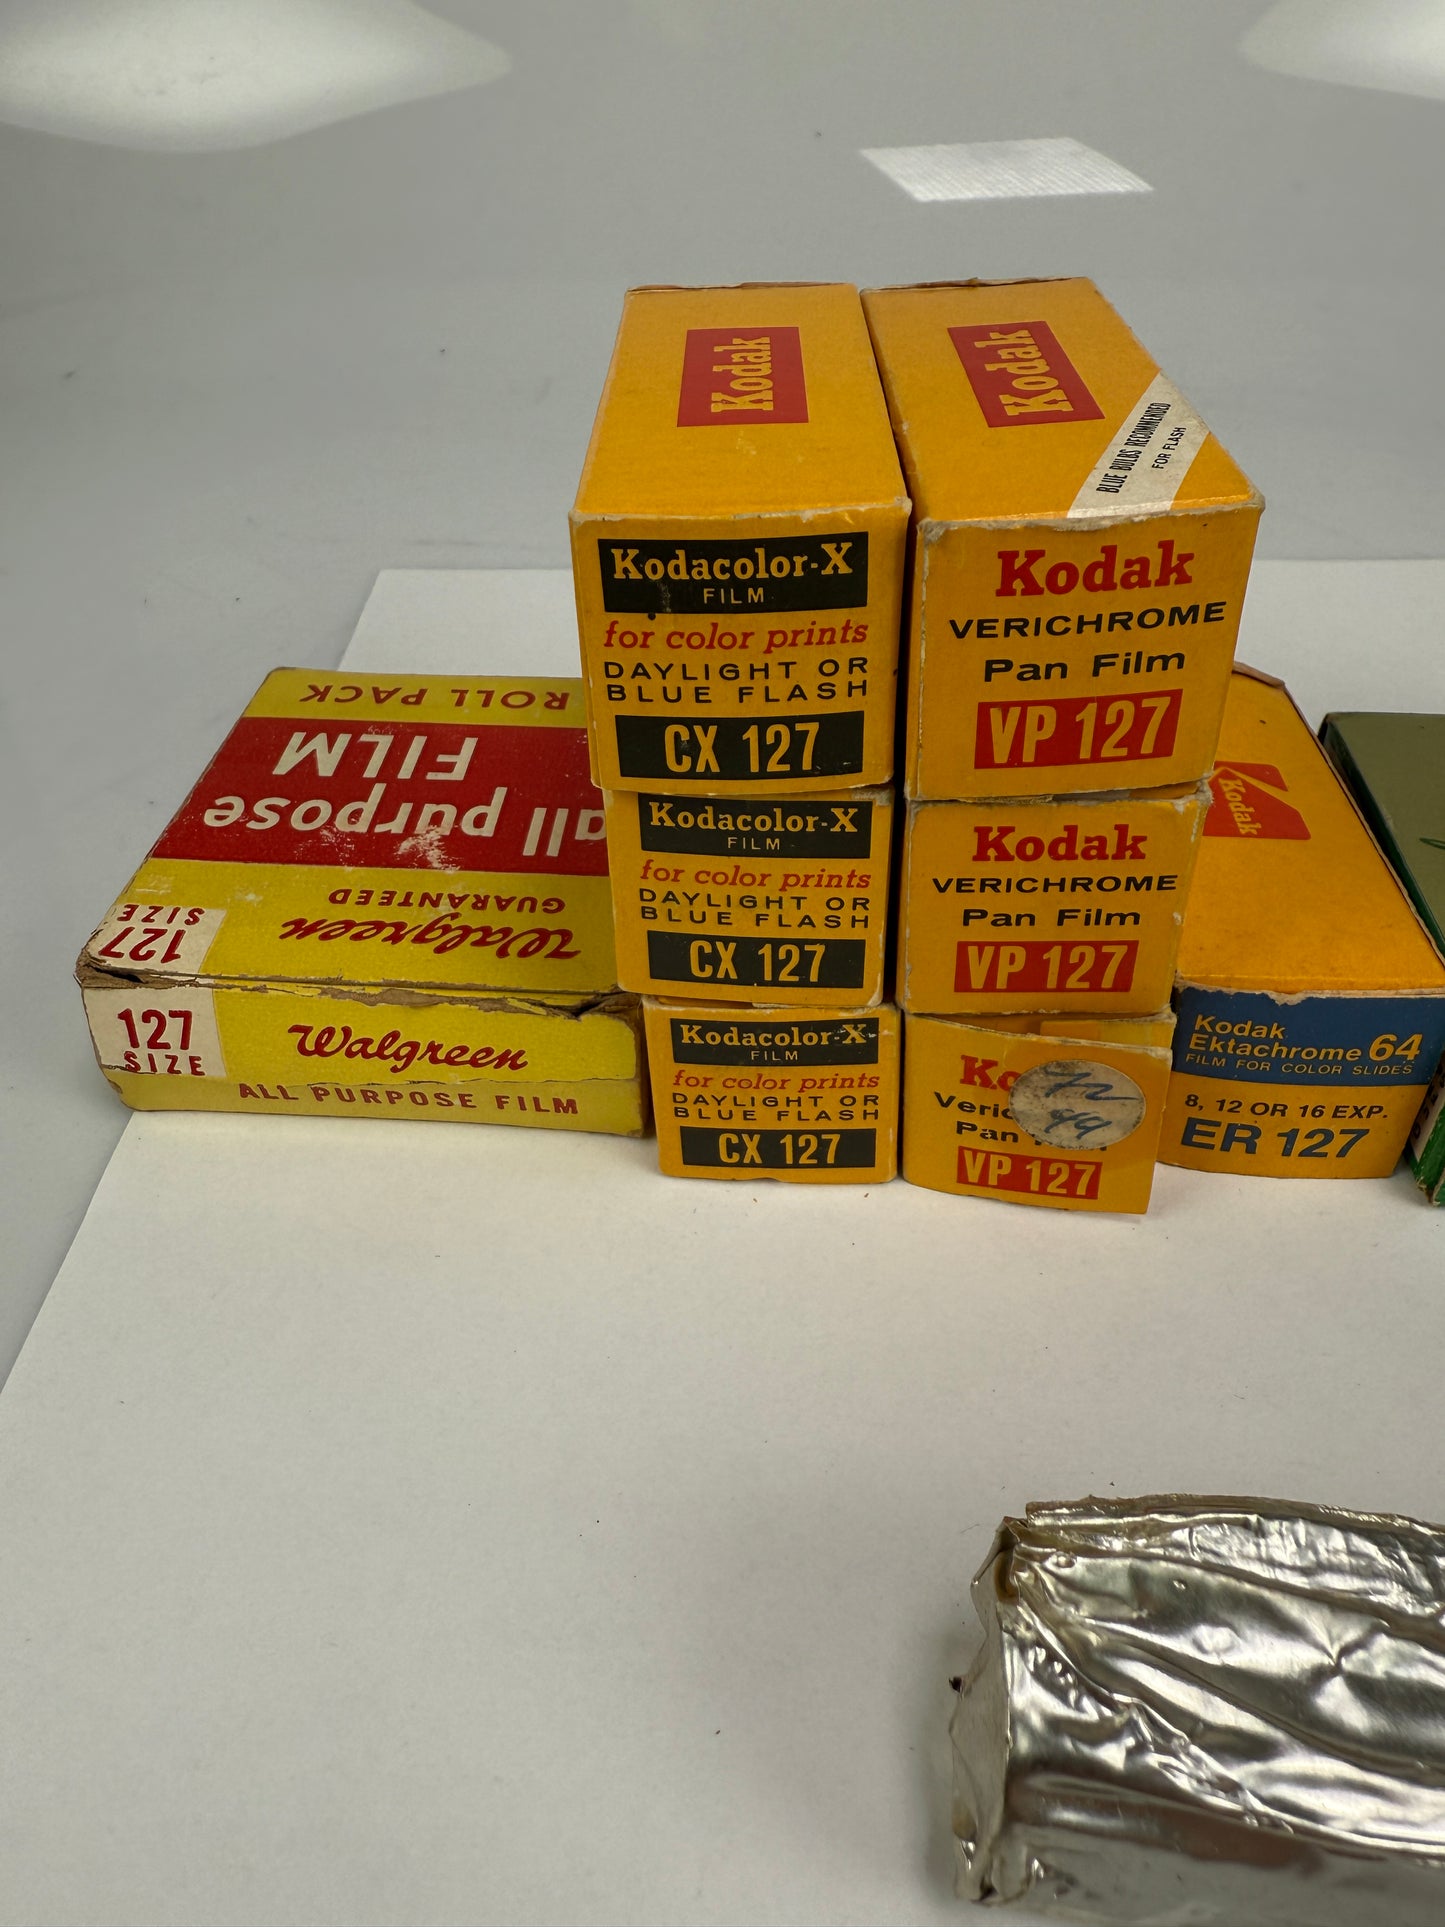 ROLL PACK
FILM
all purpose
GUARANTEED
Walgreen
127
SIZE
127
SIZE
Walgreen
ALL PURPOSE FILM
Kodak
Kodacolor-X
FILM
for color prints
DAYLIGHT OR
BLUE FLASH
CX 127
Kodacolor-X
FILM
for color prints
DAYLIGHT OR
BLUE FLASH
CX 127
Kodacolor-X
FILM
for color prints
DAYLIGHT OR
BLUE FLASH
CX 127
Kodak
BLUE BULBS RECOMMENDED
FOR FLASH
Kodak
VERICHROME
Pan Film
VP 127
Kodak
VERICHROME
Pan Film
VP 127
Pan
VP 127
Kodak
Kodak
Ektachrome 64
FILM FOR COLOR SLIDES
8, 12 OR 16 EXP.
ER 127